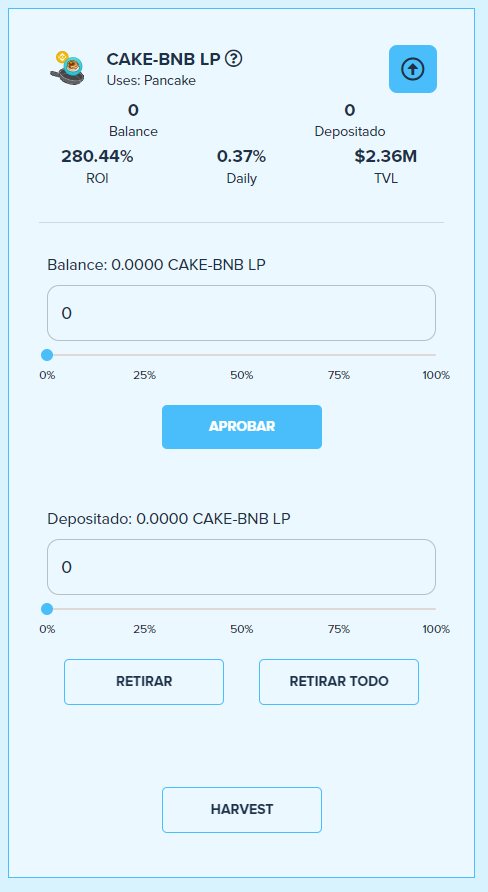 CAKE-BNB LP
Uses: Pancake
0 0
Balance Depositado
280.44% 0.37% $2.36M
ROI Daily TVL
Balance: 0.0000 CAKE-BNB LP
0
0% 25% 50% 75% 100%
APROBAR
Depositado: 0.0000 CAKE-BNB LP
0
0% 25% 50% 75% 100%
RETIRAR RETIRAR TODO
HARVEST